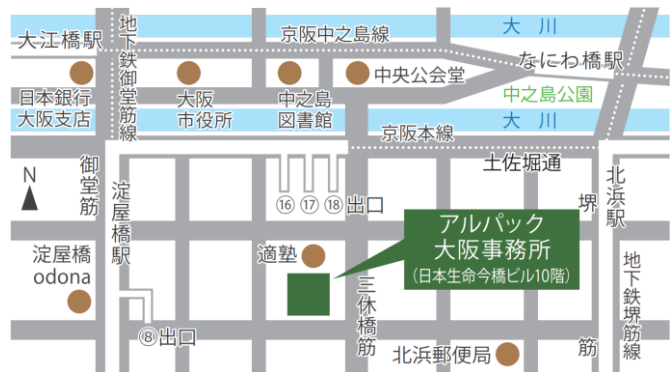 大川
京阪中之島線
大江橋駅
地下鉄御堂筋線
なにわ橋駅
中央公会堂
日本銀行
大阪支店
大阪
市役所
中之島
図書館
中之島公園
大川
京阪本線
土佐堀通
N
御堂筋
淀屋橋駅
⑯ ⑰ ⑱ 出口
堺
北浜駅
アルパック
大阪事務所
(日本生命今橋ビル10階)
適塾
淀屋橋
odona
三休橋筋
地下鉄堺筋線
⑧出口
北浜郵便局
筋